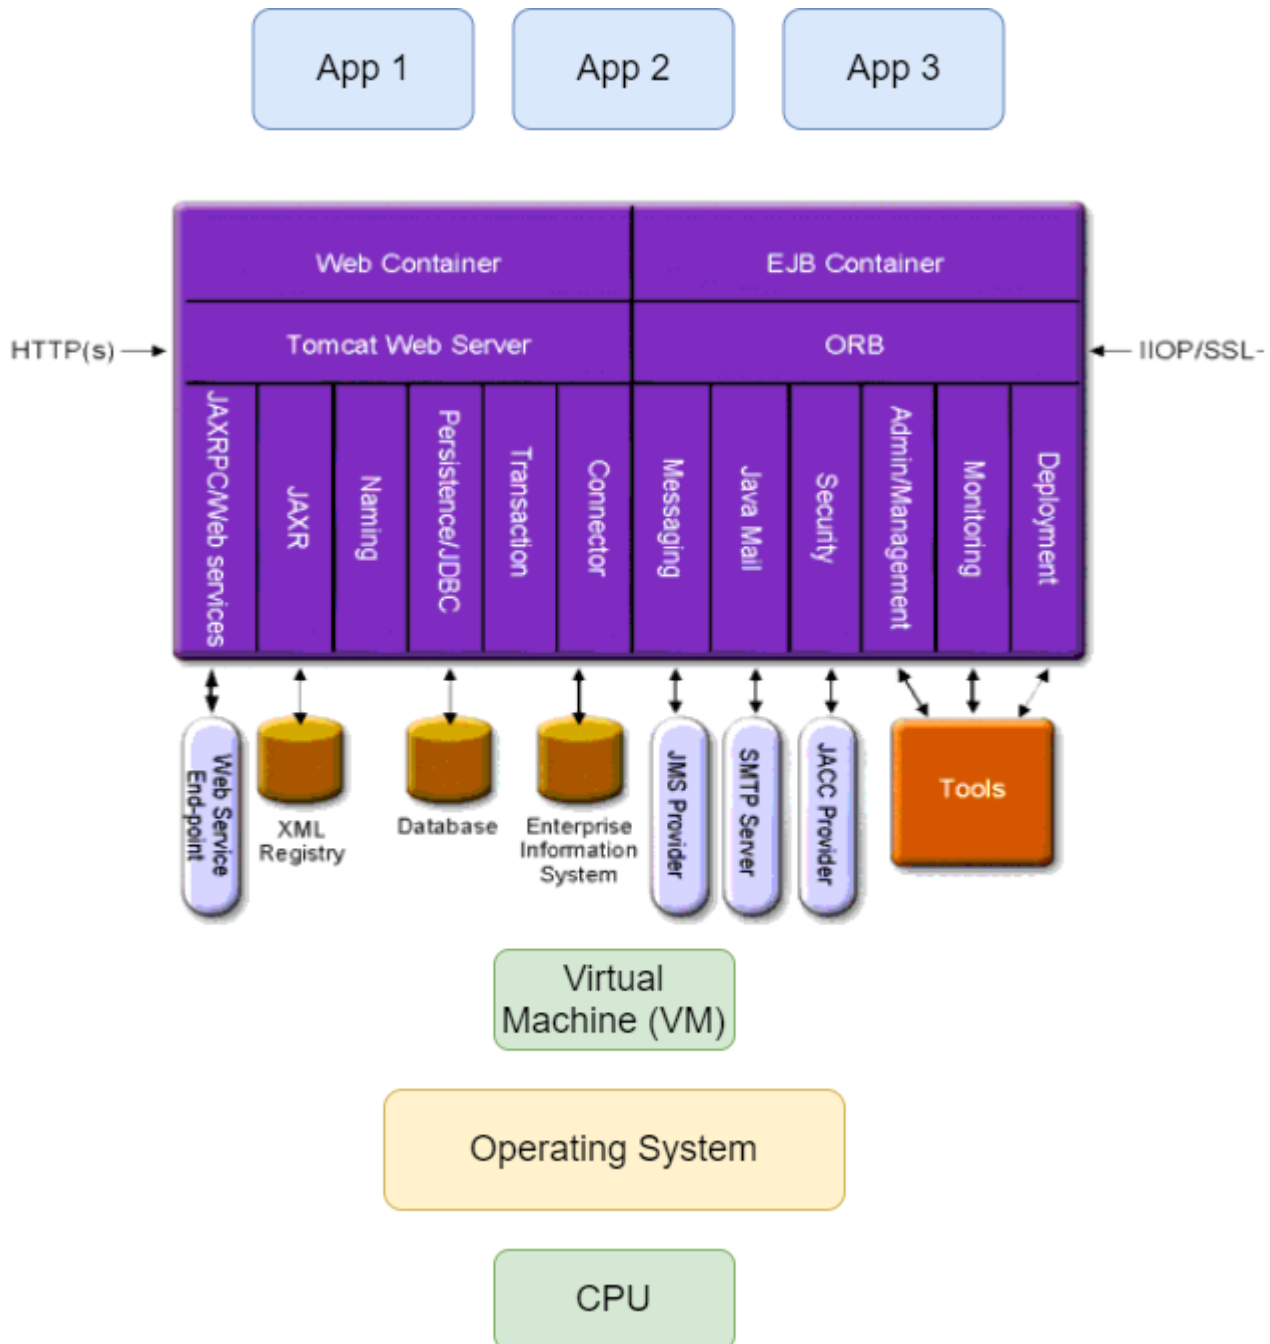 App 1
App 2
App 3
Web Container
EJB Container
HTTP(s)
Tomcat Web Server
ORB
IIOP/SSL-
JAXRPC/Web services
JAXR
Naming
Persistence/JDBC
Transaction
Connector
Messaging
Java Mail
Security
Admin/Management
Monitoring
Deployment
Web Service
End-point
XML
Registry
Database
Enterprise
Information
System
JMS Provider
SMTP Server
JACC Provider
Tools
Virtual
Machine (VM)
Operating System
CPU